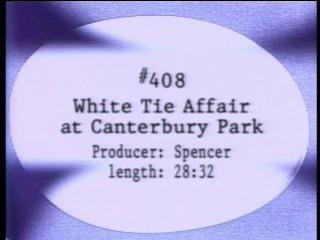 #408
White Tie Affair
at Canterbury Park
Producer: Spencer
length: 28:32